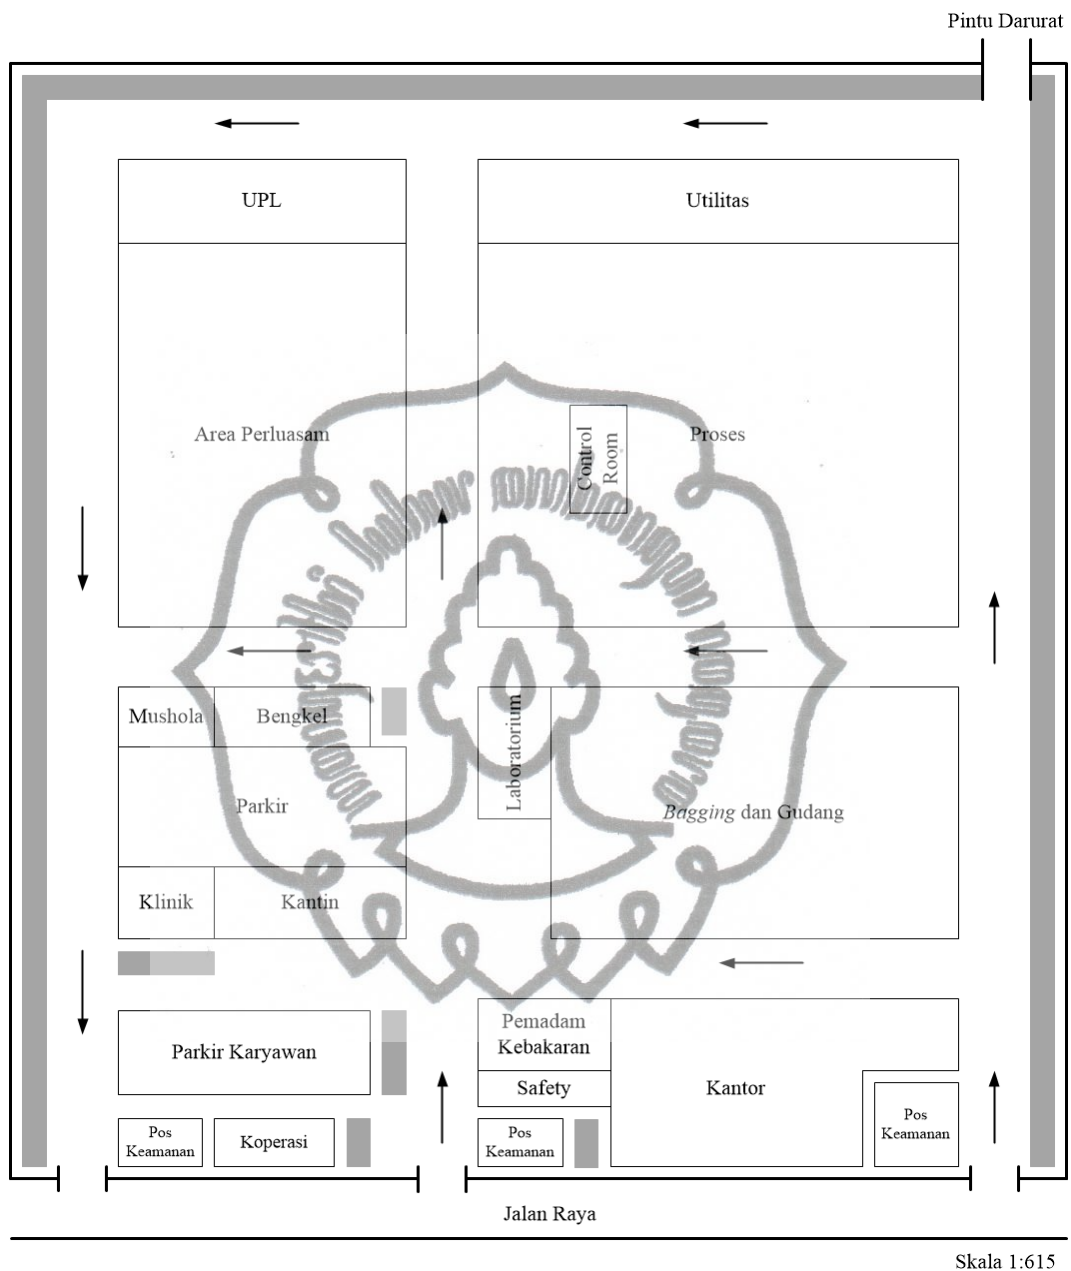 Pintu Darurat
UPL
Utilitas
Area Perluasam
Control
Room
Proses
Mushola
Bengkel
Laboratorium
Parkir
Bagging dan Gudang
Klinik
Kantin
Pemadam
Kebakaran
Parkir Karyawan
Safety
Kantor
Pos
Keamanan
Koperasi
Pos
Keamanan
Pos
Keamanan
Jalan Raya
Skala 1:615